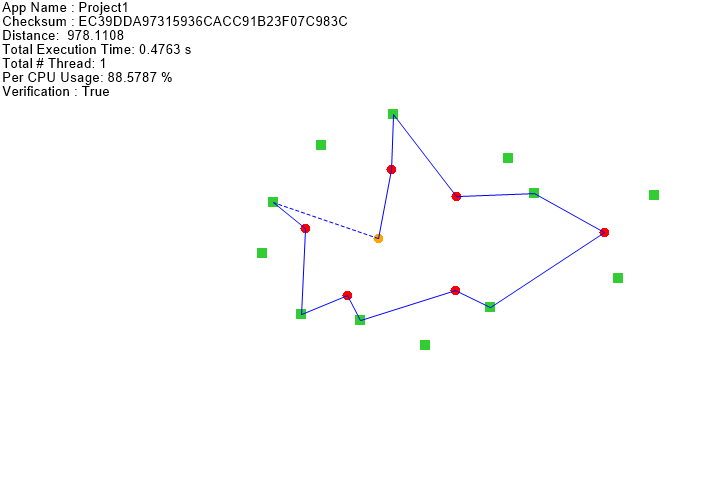 App Name : Project1
Checksum : EC39DDA97315936CACC91B23F07C983C
Distance:  978.1108
Total Execution Time: 0.4763 s
Total # Thread: 1
Per CPU Usage: 88.5787 %
Verification : True